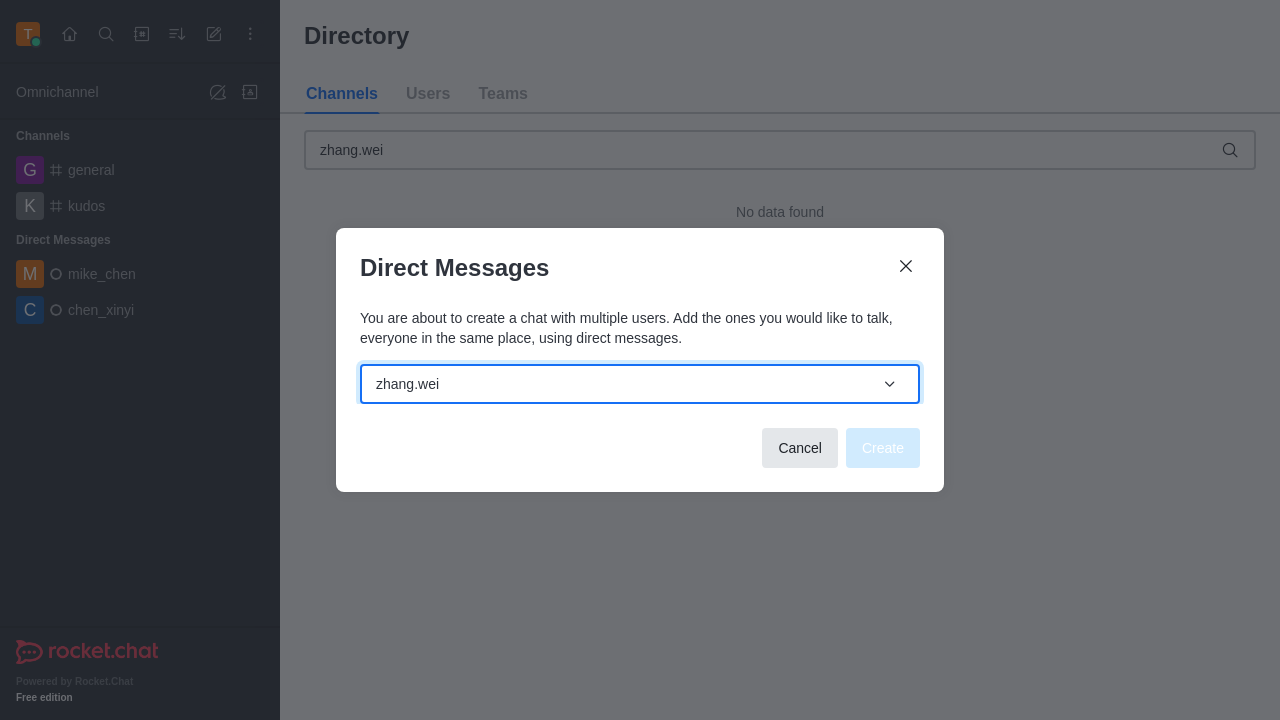 T
Directory
Omnichannel
Channels Users Teams
Channels
zhang.wei
G general
K kudos
No data found
Direct Messages
M mike_chen
C chen_xinyi
Direct Messages
You are about to create a chat with multiple users. Add the ones you would like to talk,
everyone in the same place, using direct messages.
zhang.wei
Cancel Create
rocket.chat
Powered by Rocket.Chat
Free edition